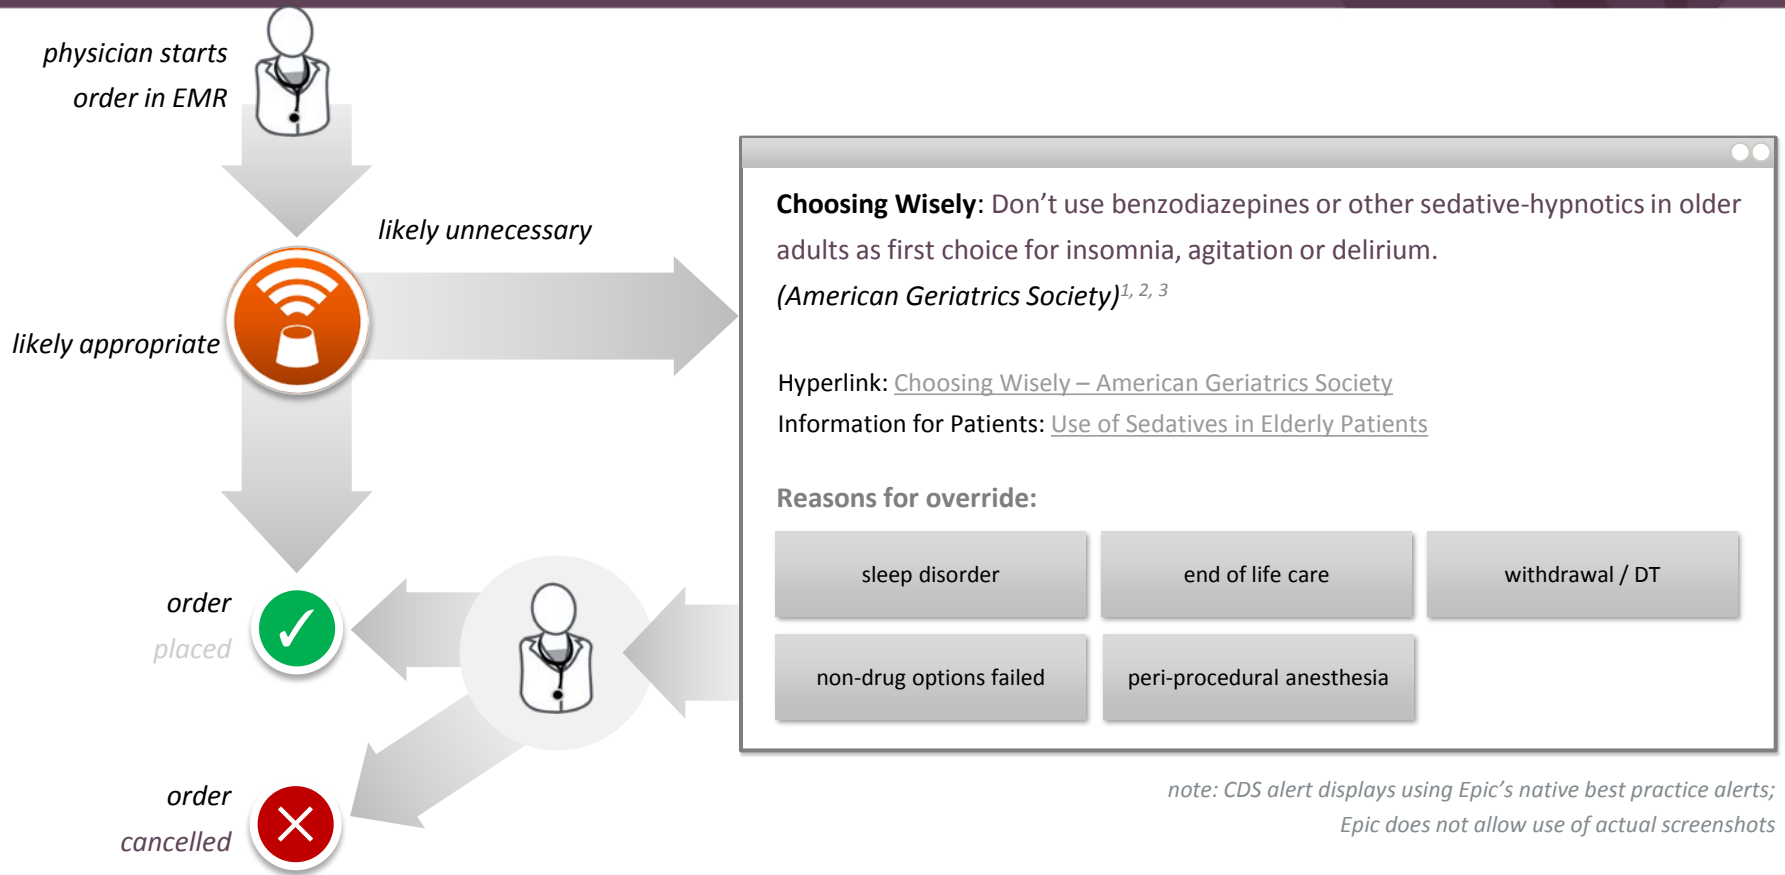 physician starts
order in EMR
likely unnecessary
likely appropriate
Choosing Wisely: Don’t use benzodiazepines or other sedative-hypnotics in older
adults as first choice for insomnia, agitation or delirium.
(American Geriatrics Society)1, 2, 3
Hyperlink: Choosing Wisely – American Geriatrics Society
Information for Patients: Use of Sedatives in Elderly Patients
Reasons for override:
sleep disorder
end of life care
withdrawal / DT
non-drug options failed
peri-procedural anesthesia
order
placed
order
cancelled
note: CDS alert displays using Epic’s native best practice alerts;
Epic does not allow use of actual screenshots